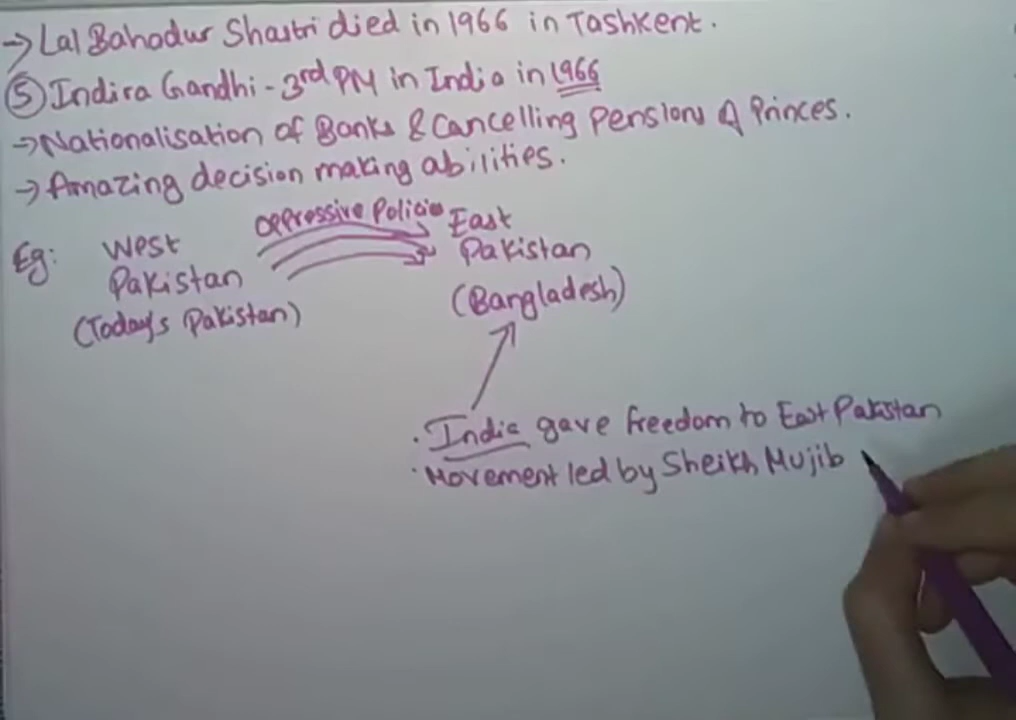 → Lal Bahadur Shastri died in 1966 in Tashkent.
⑤ Indira Gandhi - 3rd PM in India in 1966
→ Nationalisation of Banks & Cancelling pensions of Princes.
→ Amazing decision making abilities.
Eg: West Pakistan (Today's Pakistan)
oppressive Policies
East Pakistan (Bangladesh)
· India gave freedom to East Pakistan
· Movement led by Sheikh Mujib